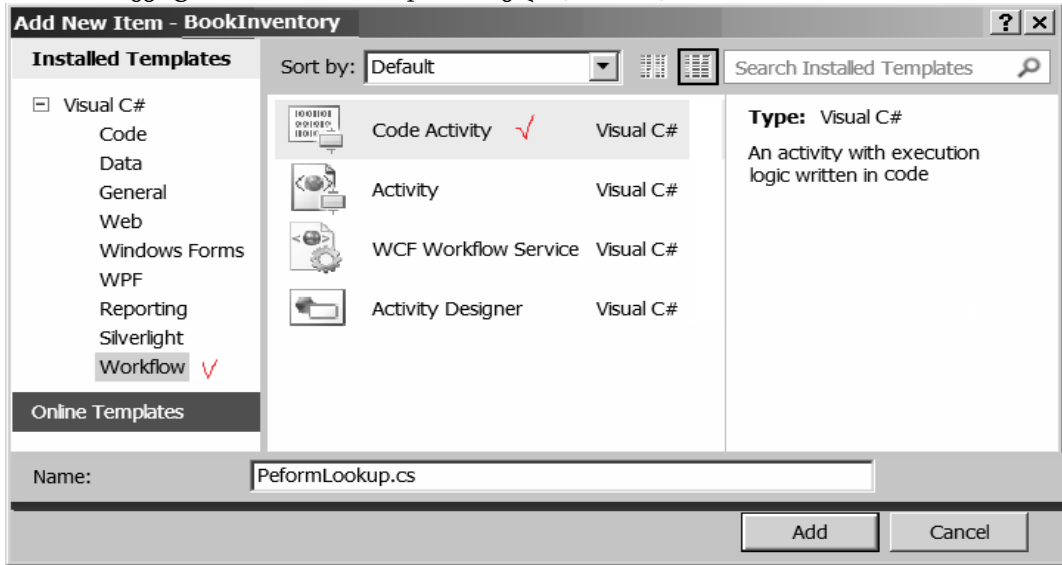 Add New Item - BookInventory
Installed Templates
Sort by: Default
Search Installed Templates
Visual C#
Code
Data
General
Web
Windows Forms
WPF
Reporting
Silverlight
Workflow
Online Templates
Code Activity Visual C#
Activity Visual C#
WCF Workflow Service Visual C#
Activity Designer Visual C#
Type: Visual C#
An activity with execution
logic written in code
Name: PeformLookup.cs
Add Cancel